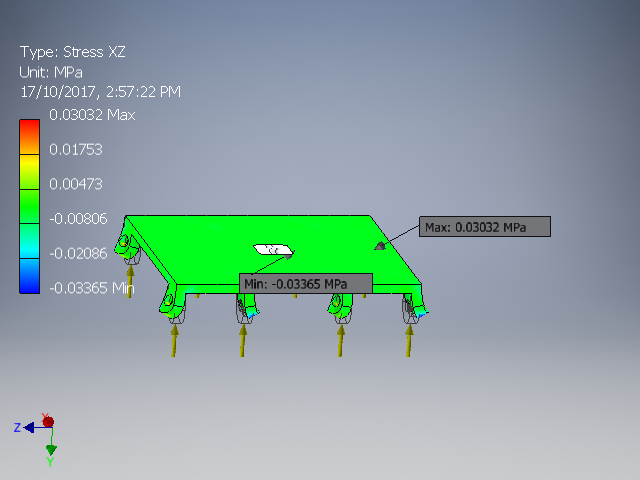 Type: Stress XZ
Unit: MPa
17/10/2017, 2:57:22 PM
0.03032 Max
0.01753
0.00473
-0.00806
-0.02086
-0.03365 Min
Max: 0.03032 MPa
Min: -0.03365 MPa
X
Z
Y